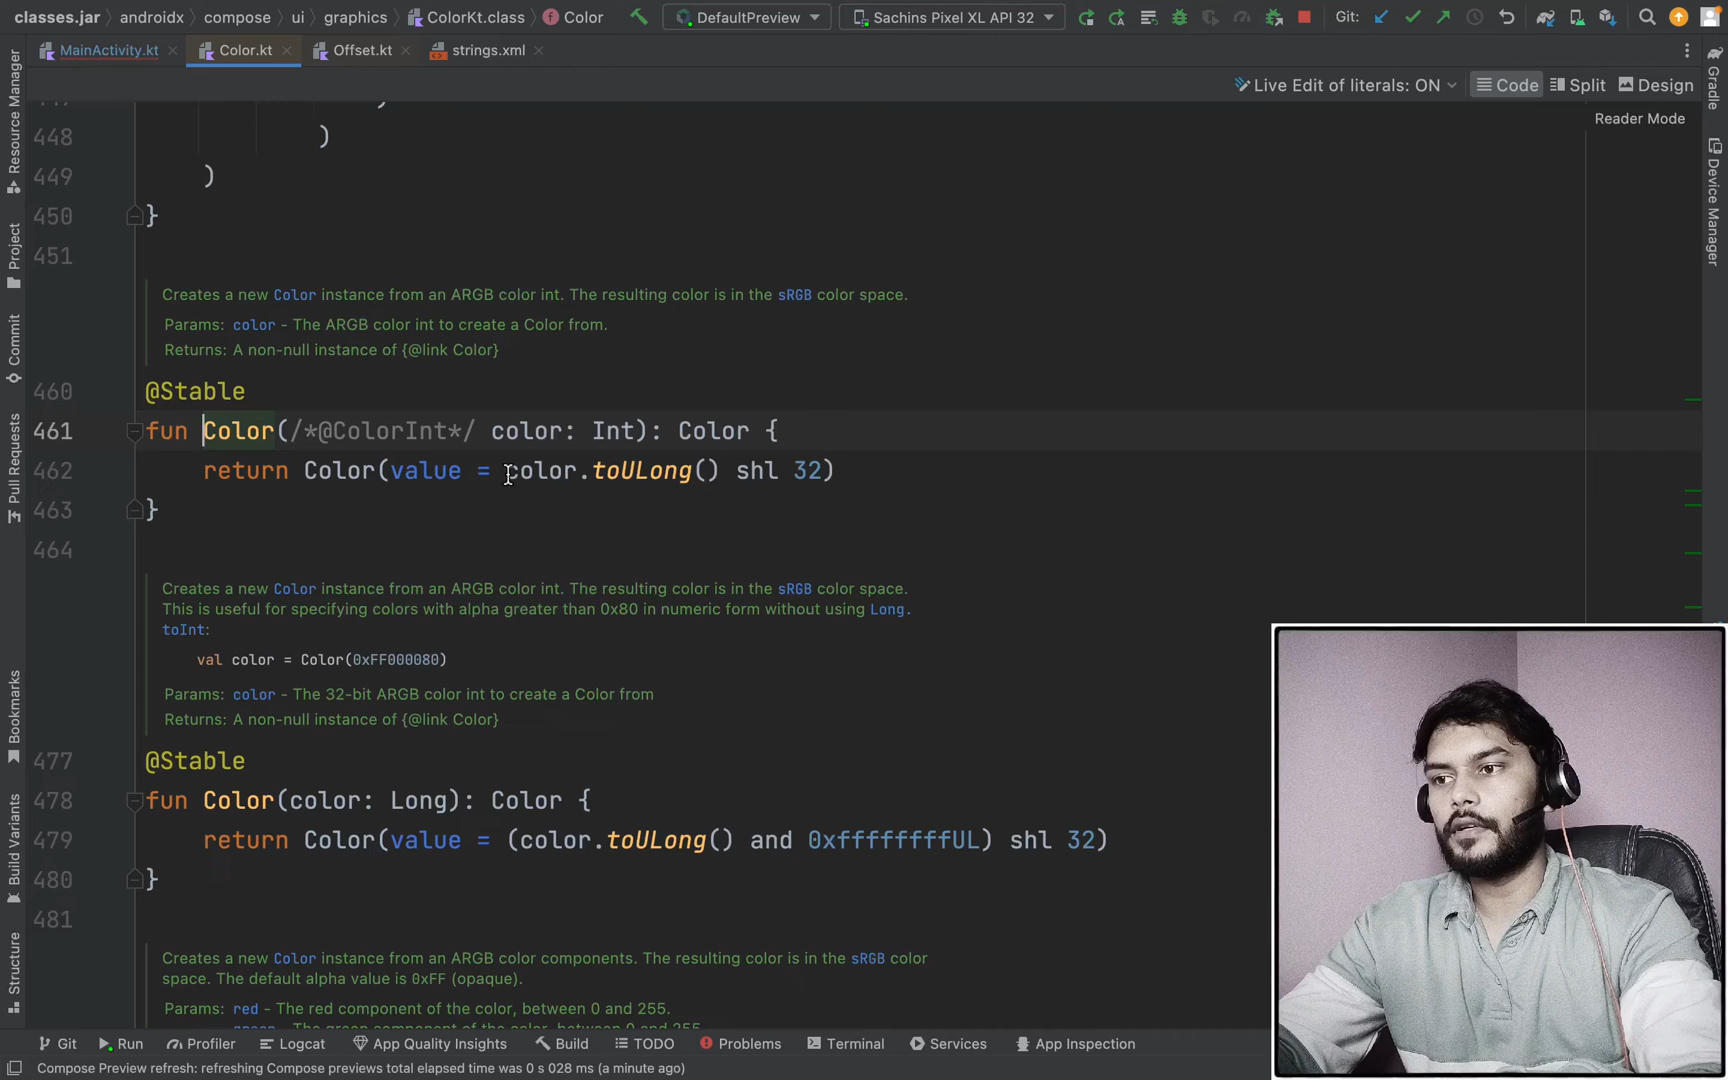 classes.jar androidx compose ui graphics ColorKt.class Color DefaultPreview Sachins Pixel XL API 32 Git:
MainActivity.kt Color.kt Offset.kt strings.xml
Live Edit of literals: ON Code Split Design
Reader Mode
448 )
449 )
450 }
451
Creates a new Color instance from an ARGB color int. The resulting color is in the sRGB color space.
Params: color - The ARGB color int to create a Color from.
Returns: A non-null instance of {@link Color}
460 @Stable
461 fun Color(/*@ColorInt*/ color: Int): Color {
462 return Color(value = color.toULong() shl 32)
463 }
464
Creates a new Color instance from an ARGB color int. The resulting color is in the sRGB color space.
This is useful for specifying colors with alpha greater than 0x80 in numeric form without using Long.
toInt:
val color = Color(0xFF000080)
Params: color - The 32-bit ARGB color int to create a Color from
Returns: A non-null instance of {@link Color}
477 @Stable
478 fun Color(color: Long): Color {
479 return Color(value = (color.toULong() and 0xffffffffUL) shl 32)
480 }
481
Creates a new Color instance from ARGB color components. The resulting color is in the sRGB color
space. The default alpha value is 0xFF (opaque).
Params: red - The red component of the color, between 0 and 255.
green - The green component of the color, between 0 and 255.
Resource Manager
Project
Commit
Pull Requests
Bookmarks
Build Variants
Structure
Gradle
Device Manager
Git Run Profiler Logcat App Quality Insights Build TODO Problems Terminal Services App Inspection
Compose Preview refresh: refreshing Compose previews total elapsed time was 0 s 028 ms (a minute ago)